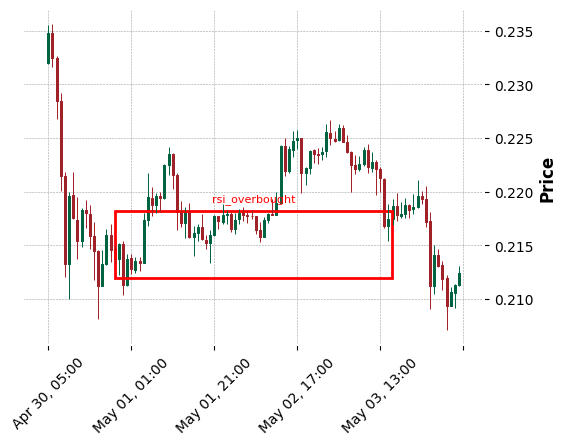 0.235
0.230
0.225
0.220
0.215
0.210
Price
rsi_overbought
Apr 30, 05:00
May 01, 01:00
May 01, 21:00
May 02, 17:00
May 03, 13:00